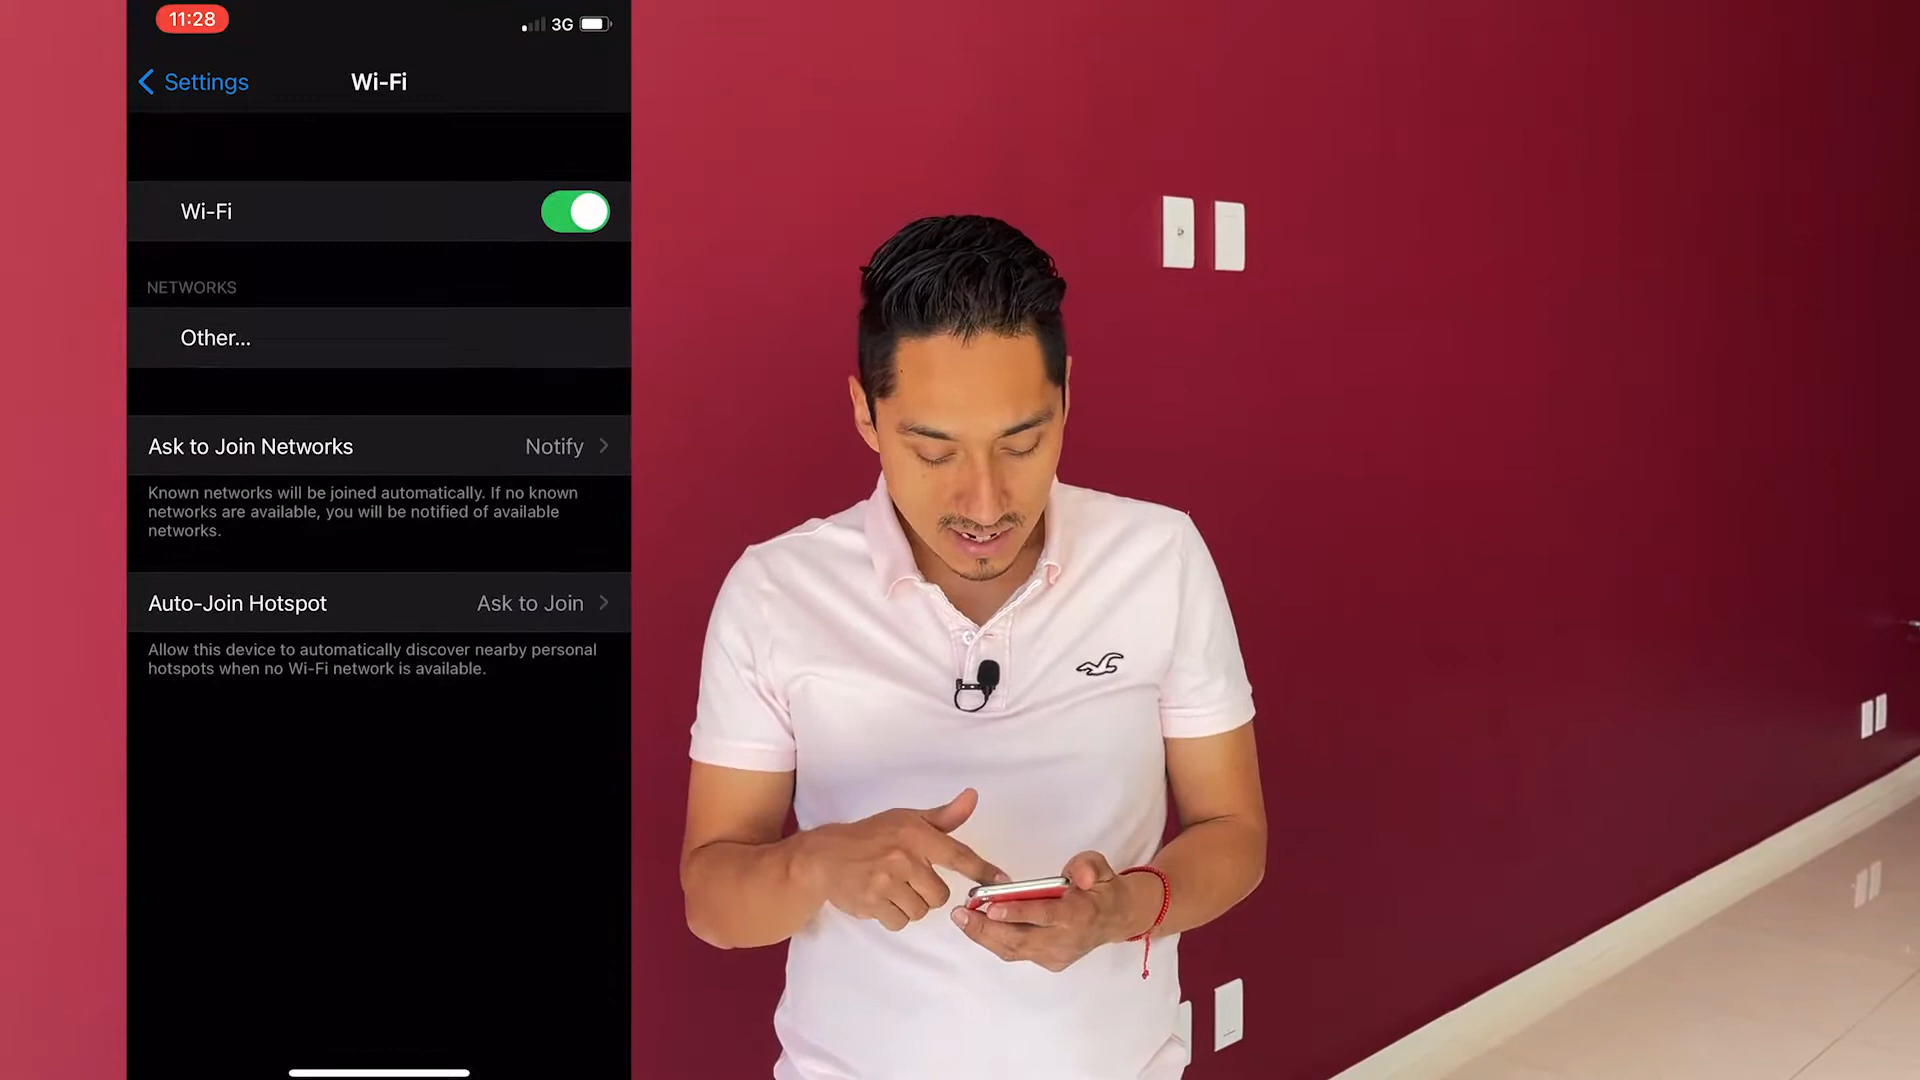 11:28
3G
Settings
Wi-Fi
Wi-Fi
NETWORKS
Other...
Ask to Join Networks Notify
Known networks will be joined automatically. If no known
networks are available, you will be notified of available
networks.
Auto-Join Hotspot Ask to Join
Allow this device to automatically discover nearby personal
hotspots when no Wi-Fi network is available.